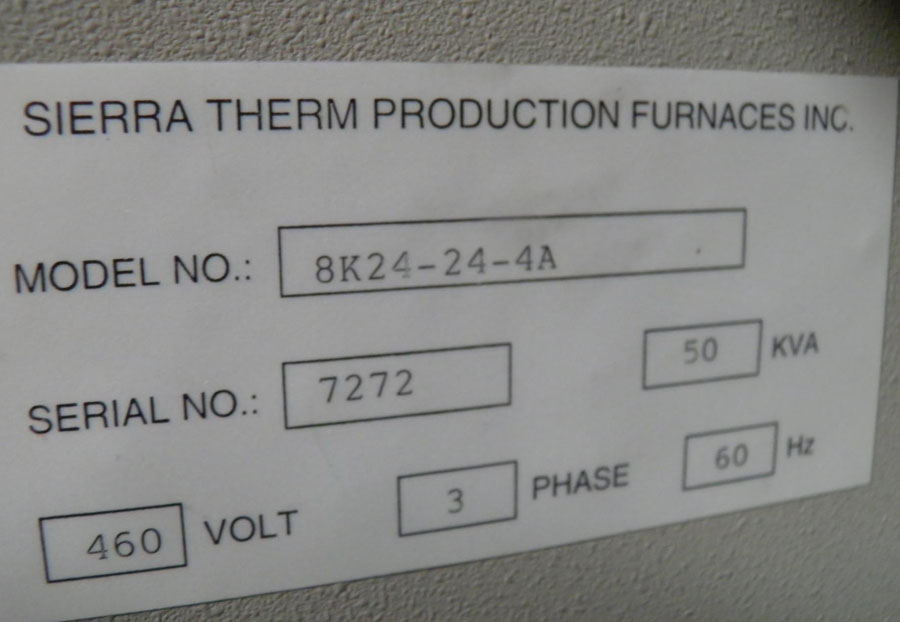 SIERRA THERM PRODUCTION FURNACES INC.
MODEL NO.: 8K24-24-4A
SERIAL NO.: 7272 50 KVA
460 VOLT 3 PHASE 60 Hz